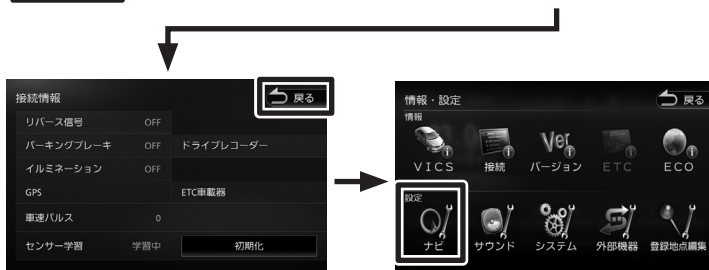 接続情報
戻る
リバース信号 OFF
パーキングブレーキ OFF ドライブレコーダー
イルミネーション OFF
GPS ETC車載器
車速パルス 0
センサー学習 学習中 初期化
情報・設定
戻る
情報
VICS 接続 バージョン ETC ECO
Ver
設定
ナビ サウンド システム 外部機器 登録地点編集